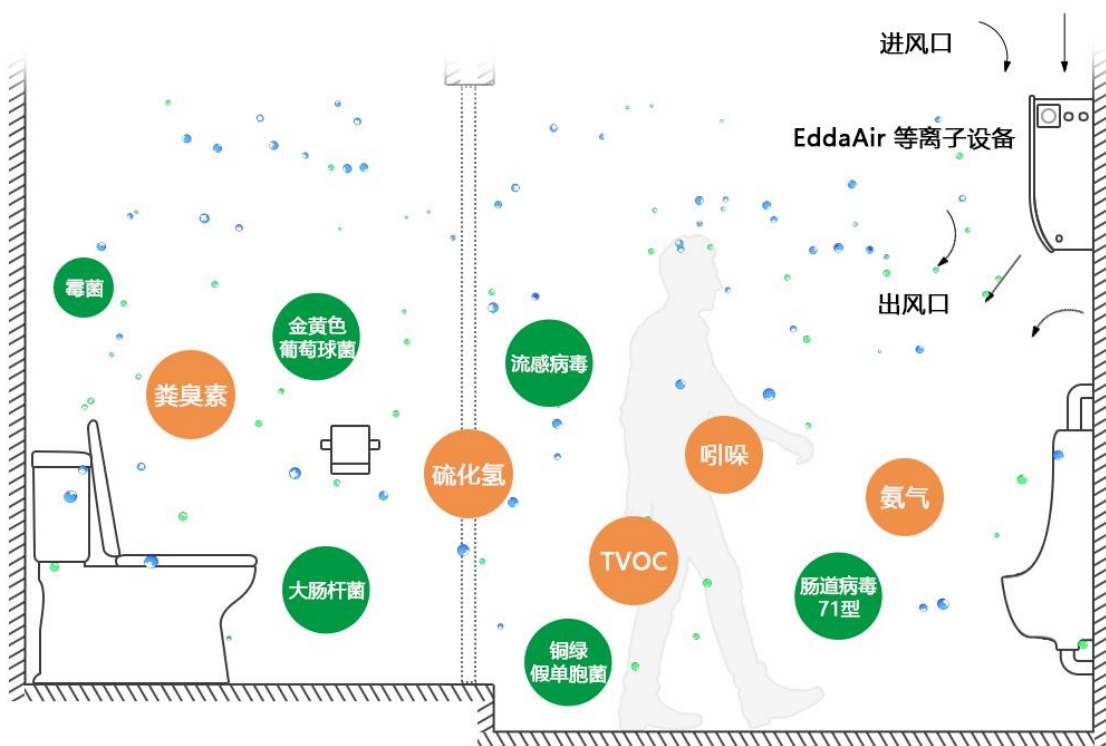 进风口
EddaAir 等离子设备
霉菌
出风口
金黄色
葡萄球菌
流感病毒
粪臭素
吲哚
硫化氢
氨气
TVOC
大肠杆菌
肠道病毒
71型
铜绿
假单胞菌